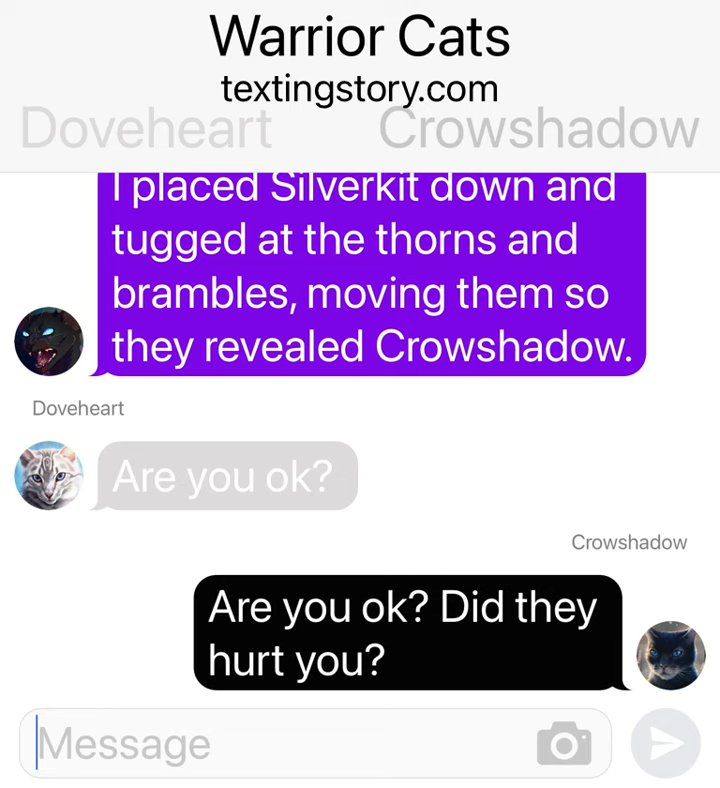 Warrior Cats
textingstory.com
Doveheart Crowshadow
I placed Silverkit down and
tugged at the thorns and
brambles, moving them so
they revealed Crowshadow.
Doveheart
Are you ok?
Crowshadow
Are you ok? Did they
hurt you?
Message